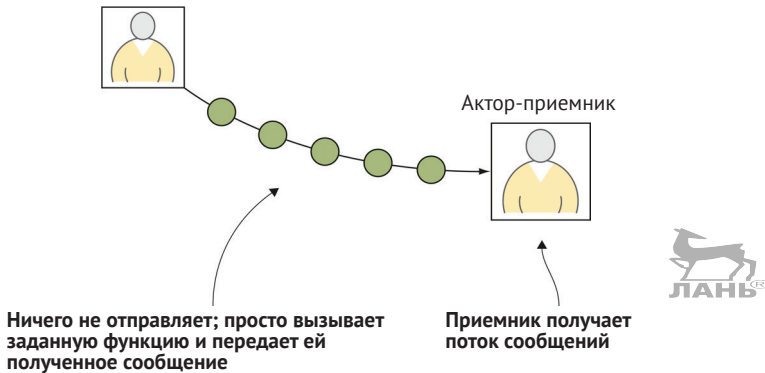 Актор-приемник
ЛАНЬ®
Ничего не отправляет; просто вызывает
заданную функцию и передает ей
полученное сообщение
Приемник получает
поток сообщений